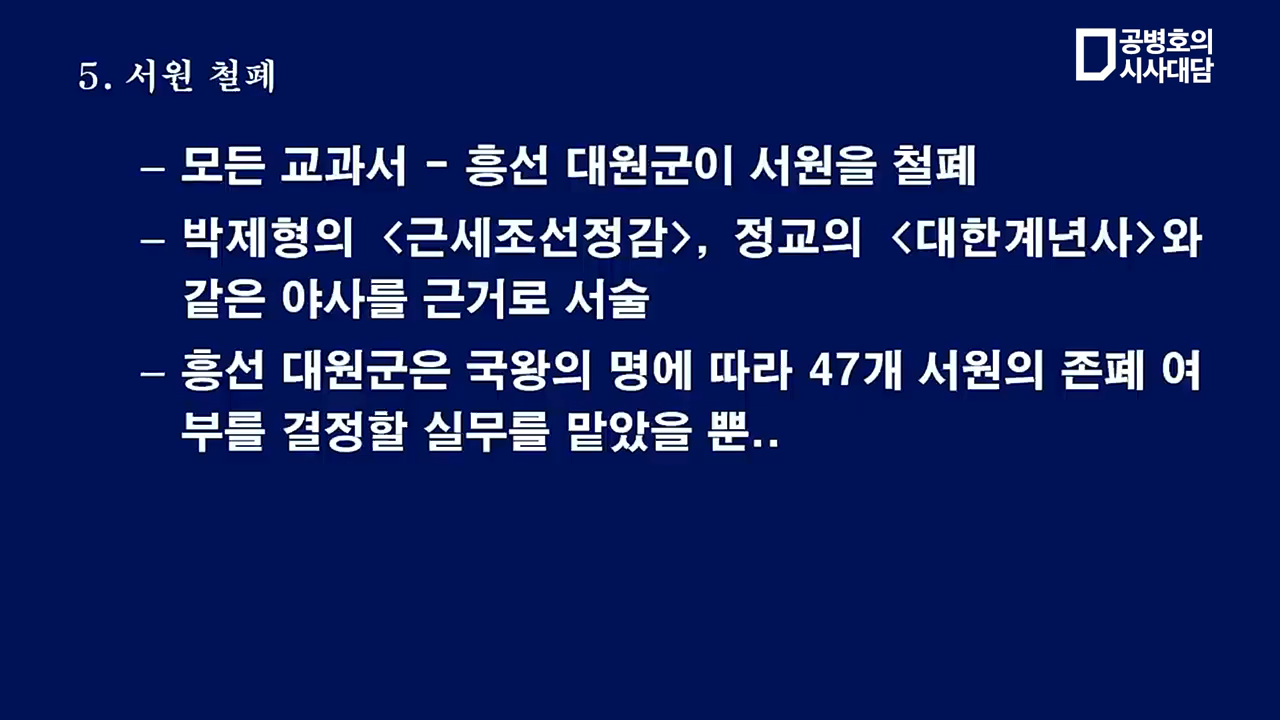 공병호의
시사대담
5. 서원 철폐
– 모든 교과서 - 흥선 대원군이 서원을 철폐
– 박제형의 <근세조선정감>, 정교의 <대한계년사>와
같은 야사를 근거로 서술
– 흥선 대원군은 국왕의 명에 따라 47개 서원의 존폐 여
부를 결정할 실무를 맡았을 뿐..